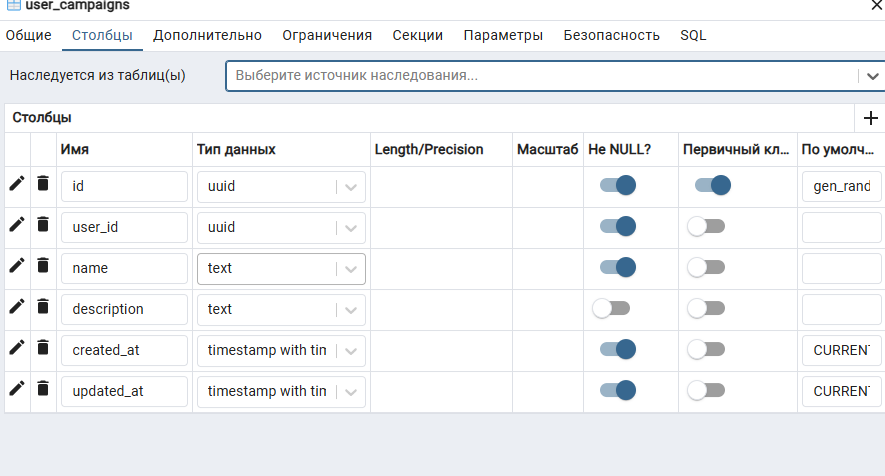 user_campaigns
Общие Столбцы Дополнительно Ограничения Секции Параметры Безопасность SQL
Наследуется из таблиц(ы) Выберите источник наследования...
Столбцы
Имя Тип данных Length/Precision Масштаб Не NULL? Первичный кл... По умолч...
id uuid gen_rand
user_id uuid
name text
description text
created_at timestamp with tin CURREN
updated_at timestamp with tin CURREN